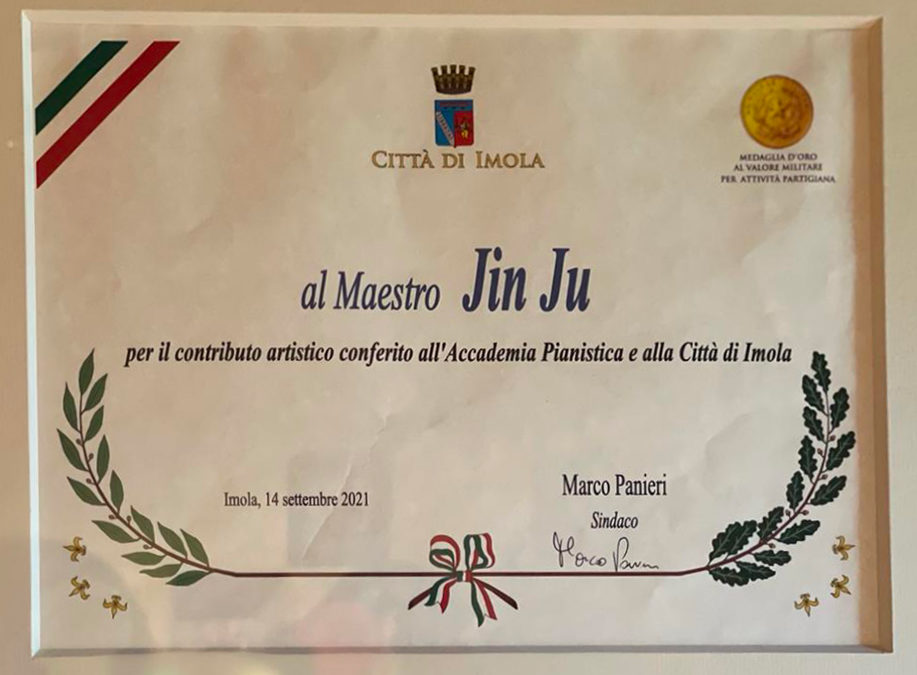 CITTÀ DI IMOLA
MEDAGLIA D'ORO
AL VALORE MILITARE
PER ATTIVITÀ PARTIGIANA
al Maestro Jin Ju
per il contributo artistico conferito all'Accademia Pianistica e alla Città di Imola
Imola, 14 settembre 2021
Marco Panieri
Sindaco